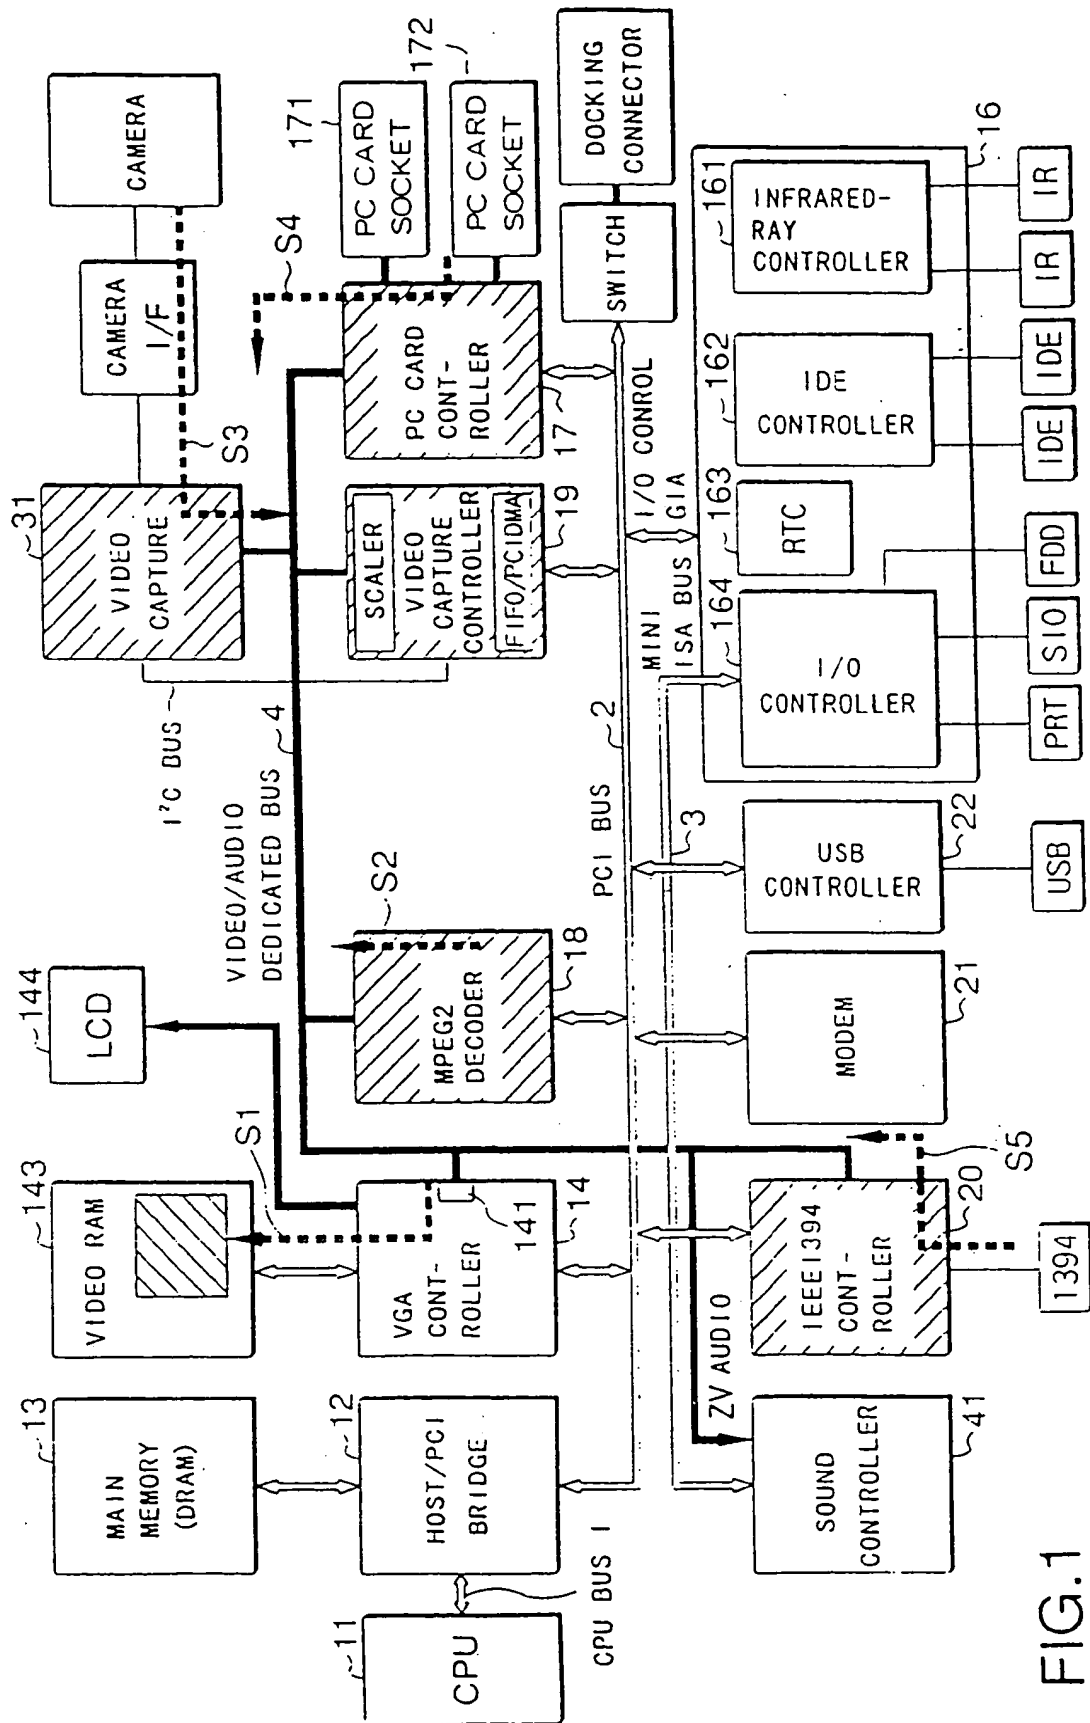 CAMERA
CAMERA
I/F
31
VIDEO
CAPTURE
S3
S4
171
172
PC CARD
SOCKET
PC CARD
SOCKET
PC CARD
CONT-
ROLLER
17
DOCKING
CONNECTOR
SWITCH
SCALER
VIDEO
CAPTURE
CONTROLLER
FIFO/PCIDMA
19
I²C BUS
4
VIDEO/AUDIO
DEDICATED BUS
S2
MPEG2
DECODER
18
144
LCD
S1
143
VIDEO RAM
141
14
VGA
CONT-
ROLLER
13
MAIN
MEMORY
(DRAM)
12
HOST/PCI
BRIDGE
11
CPU
CPU BUS 1
PCI BUS
2
3
MINI
ISA BUS
I/O CONROL
GIA
16
161
INFRARED-
RAY
CONTROLLER
162
IDE
CONTROLLER
163
RTC
164
I/O
CONTROLLER
IR
IR
IDE
IDE
FDD
SIO
PRT
22
USB
CONTROLLER
USB
21
MODEM
S5
20
IEEE1394
CONT-
ROLLER
1394
ZV AUDIO
41
SOUND
CONTROLLER
FIG.1